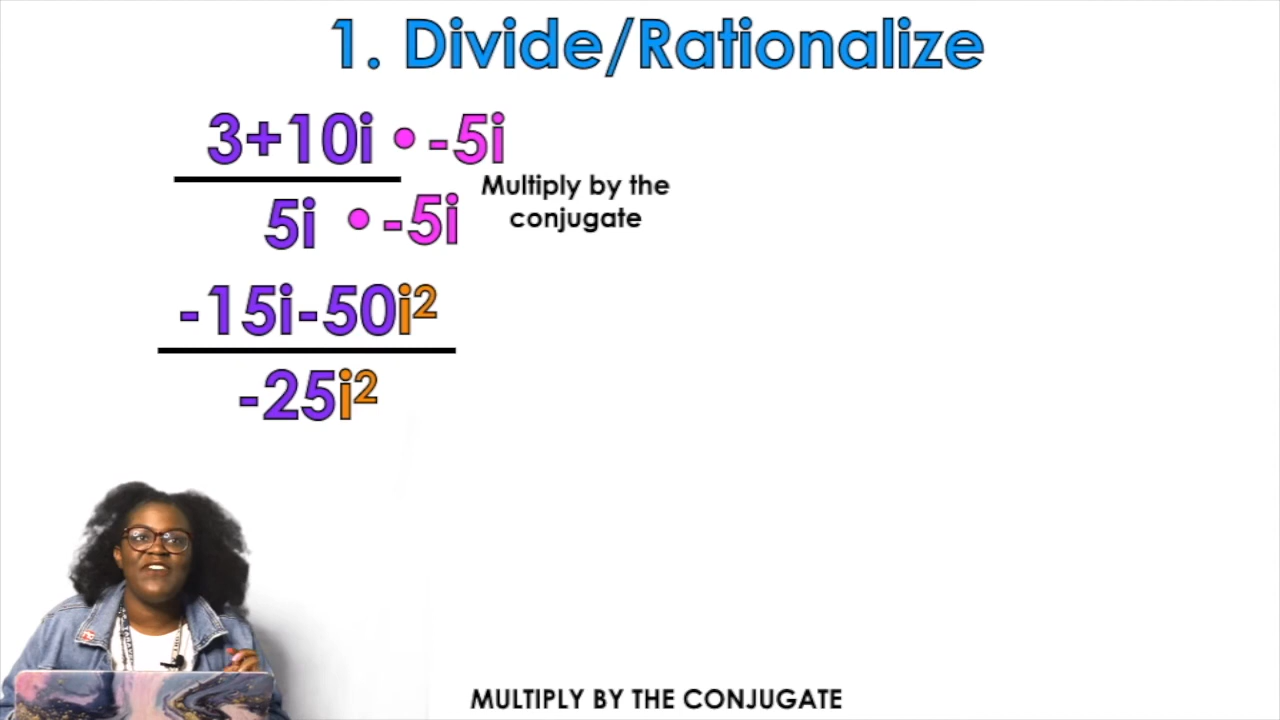 1. Divide/Rationalize
3+10i • -5i
Multiply by the
conjugate
5i • -5i
-15i-50i²
-25i²
MULTIPLY BY THE CONJUGATE